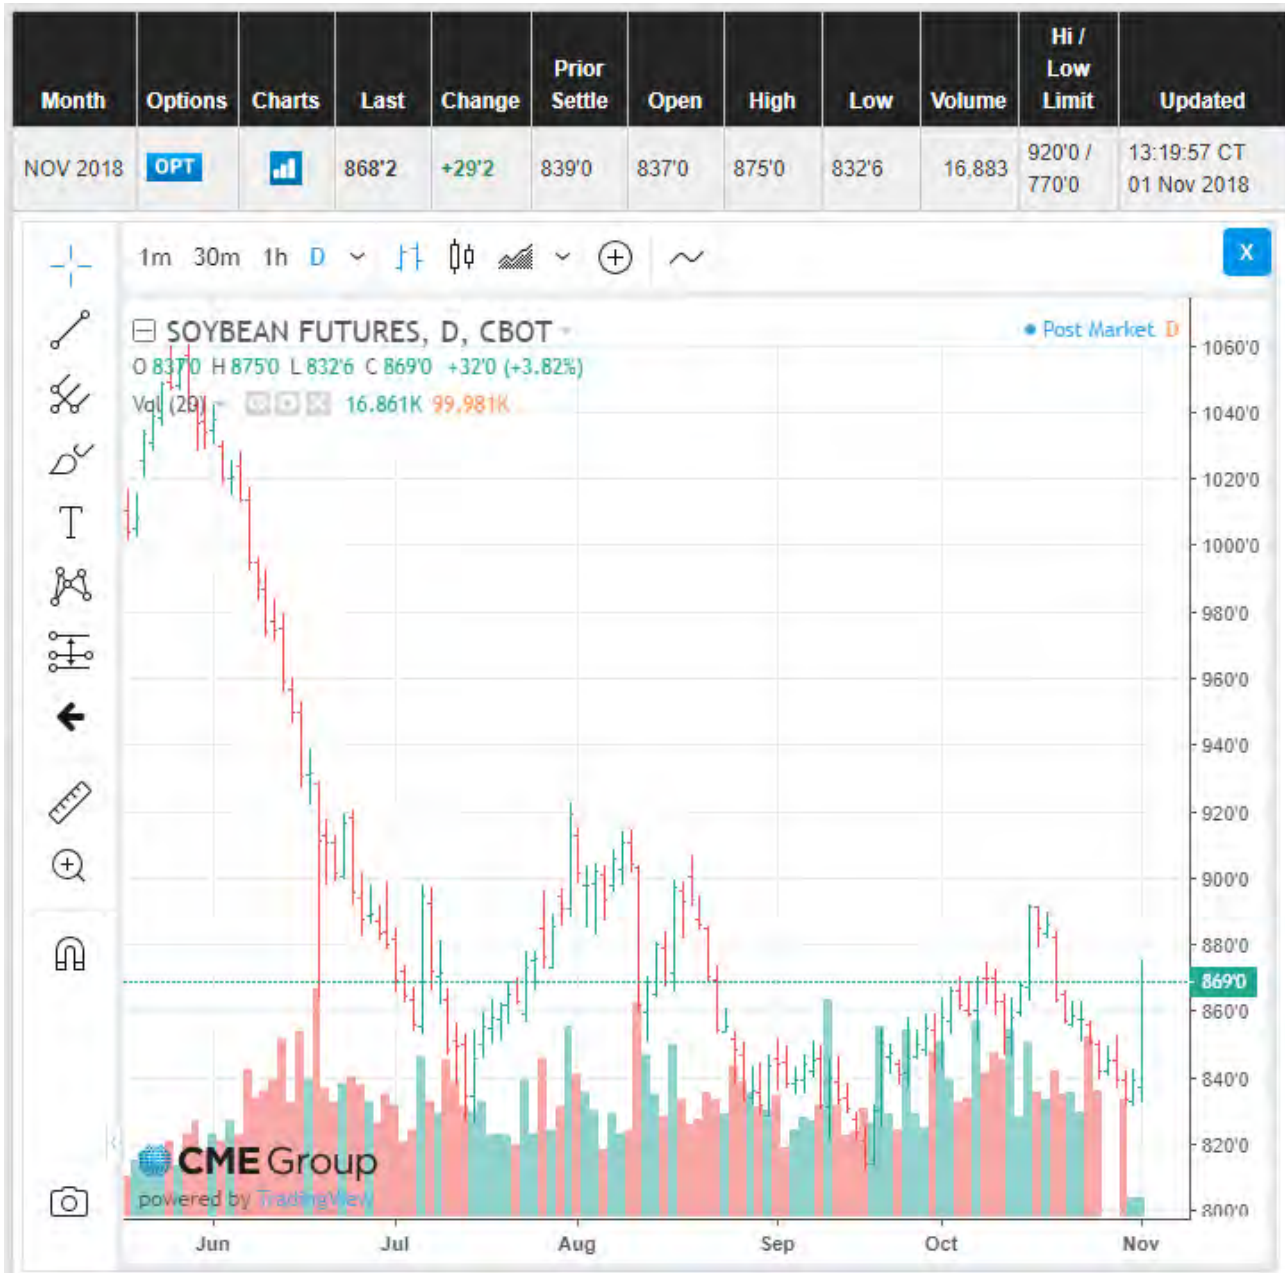 Month Options Charts Last Change Prior Settle Open High Low Volume Hi / Low Limit Updated
NOV 2018 OPT 868'2 +29'2 839'0 837'0 875'0 832'6 16,883 920'0 / 770'0 13:19:57 CT 01 Nov 2018
1m 30m 1h D X
SOYBEAN FUTURES, D, CBOT
Post Market D
O 837'0 H 875'0 L 832'6 C 869'0 +32'0 (+3.82%)
Vol (20) 16.861K 99.981K
T
1060'0
1040'0
1020'0
1000'0
980'0
960'0
940'0
920'0
900'0
880'0
869'0
860'0
840'0
820'0
800'0
CME Group
powered by TradingView
Jun Jul Aug Sep Oct Nov